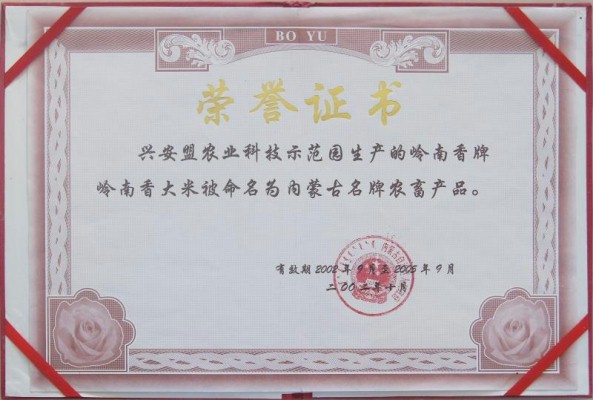 BO YU
荣誉证书
兴安盟农业科技示范园生产的岭南香牌
岭南香大米被命名为内蒙古名牌农畜产品。
有效期2002年9月至2005年9月
二00二年十月